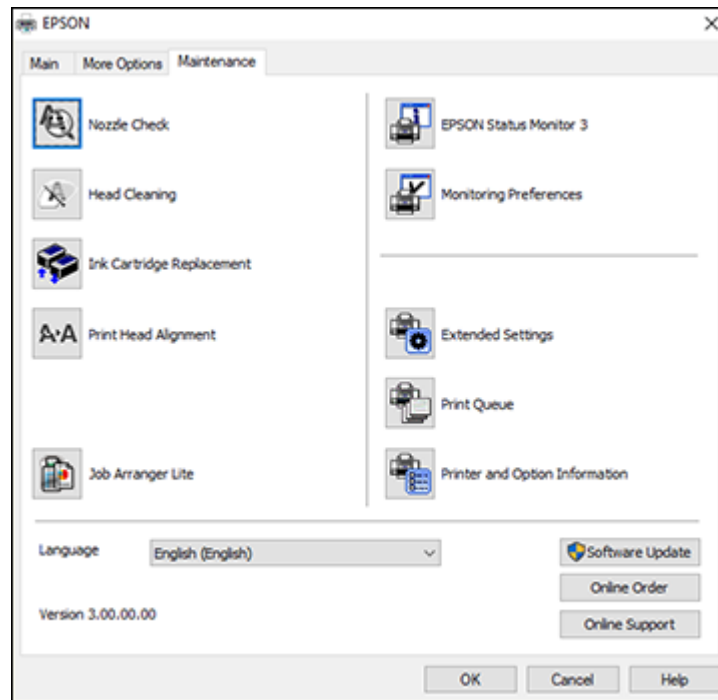 EPSON
Main
More Options
Maintenance
Nozzle Check
Head Cleaning
Ink Cartridge Replacement
A A Print Head Alignment
Job Arranger Lite
EPSON Status Monitor 3
Monitoring Preferences
Extended Settings
Print Queue
Printer and Option Information
Language
English (English)
Version 3.00.00.00
Software Update
Online Order
Online Support
OK
Cancel
Help